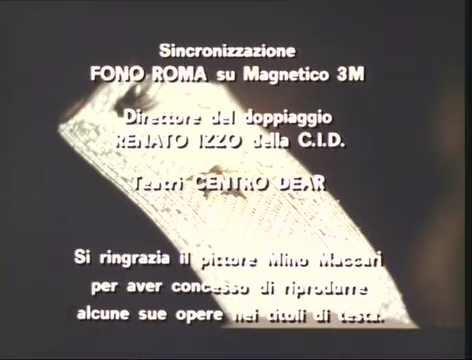 Sincronizzazione
FONO ROMA su Magnetico 3M
Direttore del doppiaggio
RENATO IZZO della C.I.D.
Teatri CENTRO DEAR
Si ringrazia il pittore Mino Maccari
per aver concesso di riprodurre
alcune sue opere nei titoli di testa.